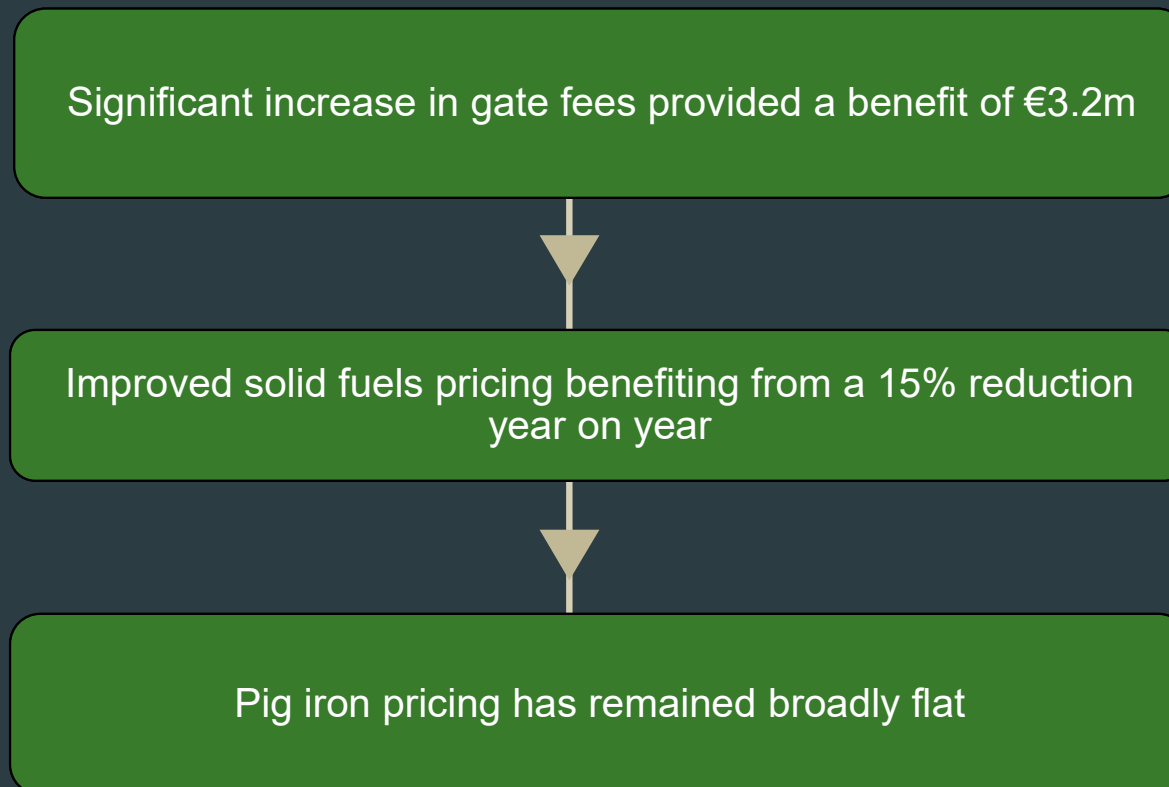 Significant increase in gate fees provided a benefit of €3.2m
Improved solid fuels pricing benefiting from a 15% reduction
year on year
Pig iron pricing has remained broadly flat